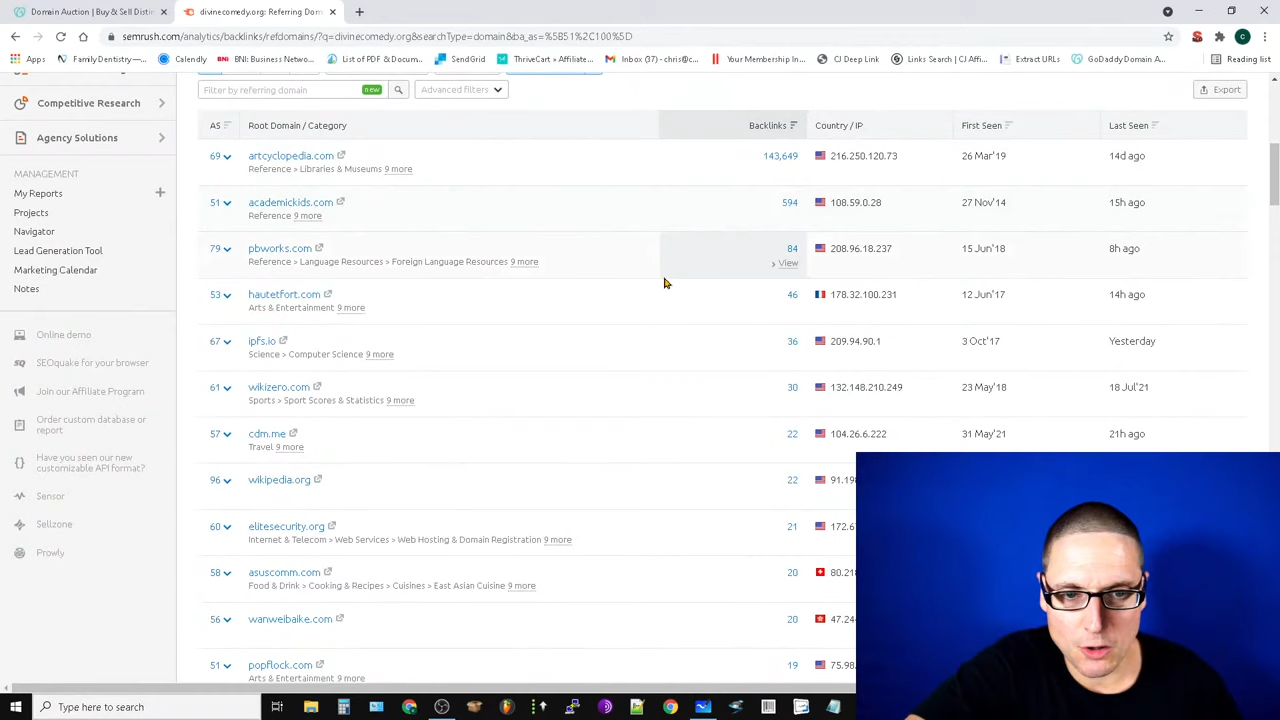 Domain Auction | Buy & Sell Distin
divinecomedy.org: Referring Dom
semrush.com/analytics/backlinks/refdomains/?q=divinecomedy.org&searchType=domain&ba_as=%5B51%2C100%5D
Apps
Family Dentistry—...
Calendly
BNI: Business Netw...
List of PDF & Docum...
SendGrid
ThriveCart » Affiliate...
Inbox (37) - chris@c...
Your Membership In...
CJ Deep Link
Links Search | CJ Affi...
Extract URLs
GoDaddy Domain A...
Reading list
Competitive Research
Agency Solutions
MANAGEMENT
My Reports
Projects
Navigator
Lead Generation Tool
Marketing Calendar
Notes
Online demo
SEOquake for your browser
Join our Affiliate Program
Order custom database or
report
Have you seen our new
customizable API format?
Sensor
Sellzone
Prowly
Filter by referring domain new
Advanced filters
Export
AS Root Domain / Category Backlinks Country / IP First Seen Last Seen
69 artcyclopedia.com 143,649 216.250.120.73 26 Mar'19 14d ago
Reference > Libraries & Museums 9 more
51 academickids.com 594 108.59.0.28 27 Nov'14 15h ago
Reference 9 more
79 pbworks.com 84 208.96.18.237 15 Jun'18 8h ago
Reference > Language Resources > Foreign Language Resources 9 more > View
53 hautetfort.com 46 178.32.100.231 12 Jun'17 14h ago
Arts & Entertainment 9 more
67 ipfs.io 36 209.94.90.1 3 Oct'17 Yesterday
Science > Computer Science 9 more
61 wikizero.com 30 132.148.210.249 23 May'18 18 Jul'21
Sports > Sport Scores & Statistics 9 more
57 cdm.me 22 104.26.6.222 31 May'21 21h ago
Travel 9 more
96 wikipedia.org 22 91.198
60 elitesecurity.org 21 172.67
Internet & Telecom > Web Services > Web Hosting & Domain Registration 9 more
58 asuscomm.com 20 80.218
Food & Drink > Cooking & Recipes > Cuisines > East Asian Cuisine 9 more
56 wanweibaike.com 20 47.244
51 popflock.com 19 75.98.
Arts & Entertainment 9 more
Type here to search